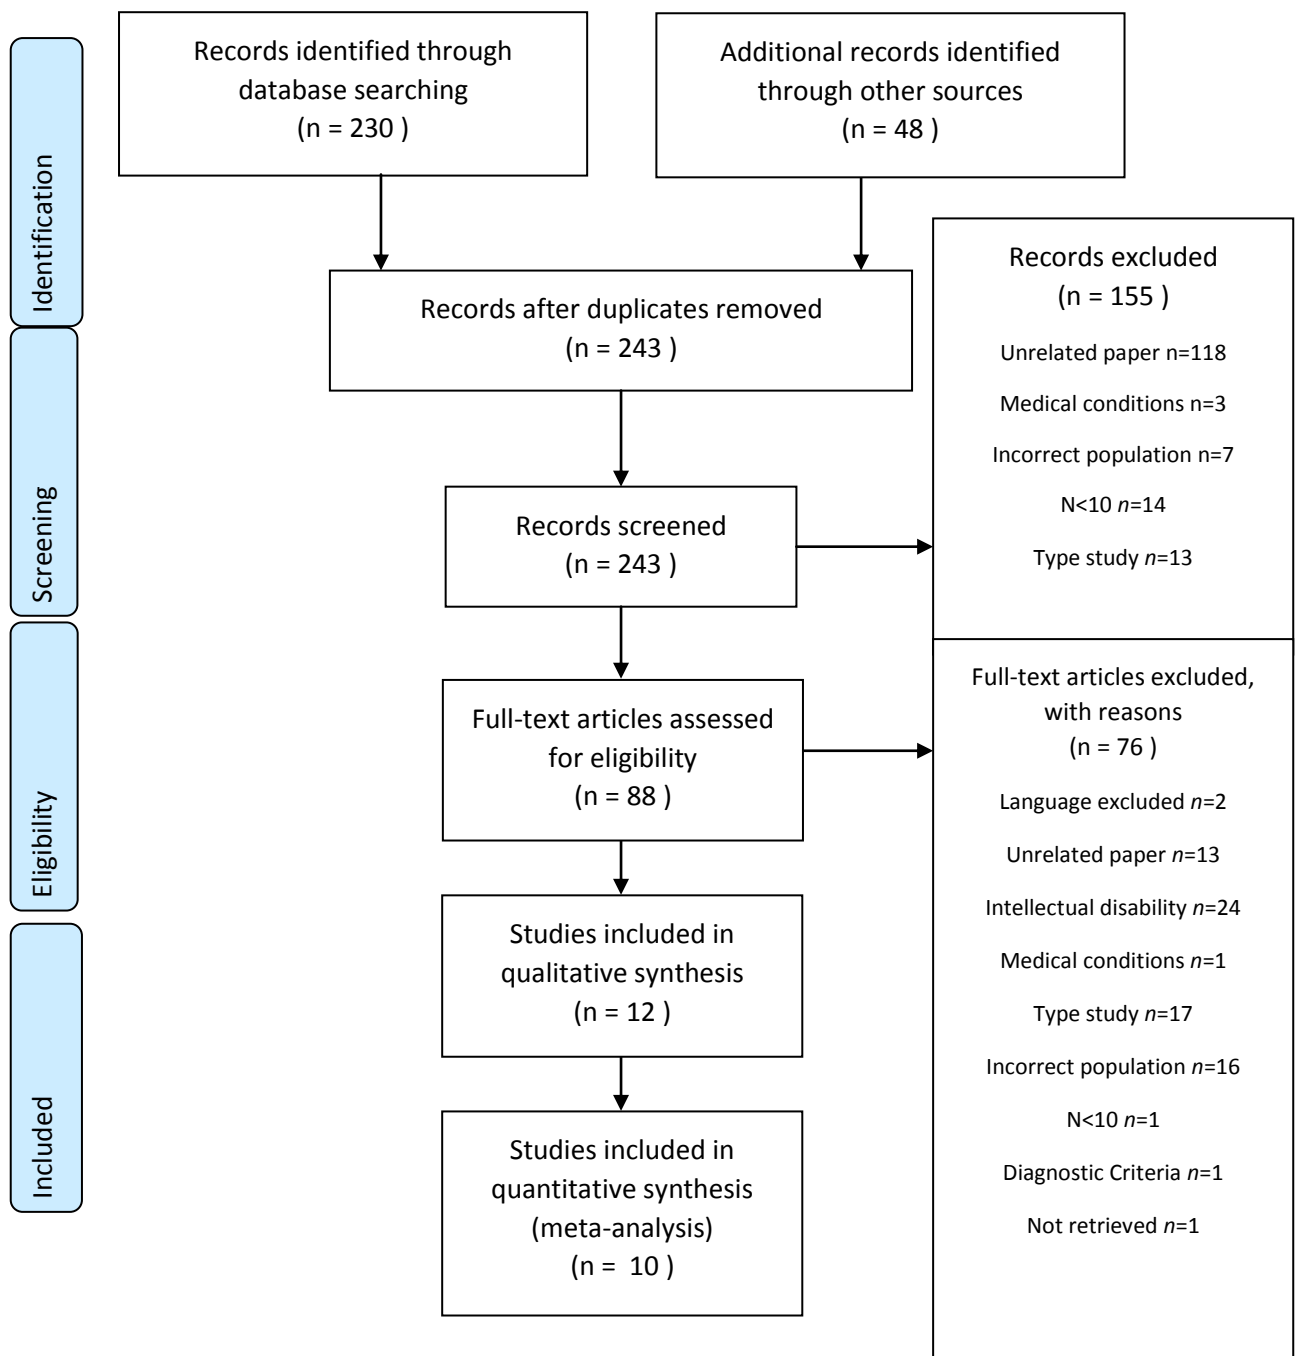 Records identified through
database searching
(n = 230 )
Additional records identified
through other sources
(n = 48 )
Identification
Records after duplicates removed
(n = 243 )
Records excluded
(n = 155 )
Unrelated paper n=118
Medical conditions n=3
Incorrect population n=7
N<10 n=14
Type study n=13
Screening
Records screened
(n = 243 )
Eligibility
Full-text articles assessed
for eligibility
(n = 88 )
Full-text articles excluded,
with reasons
(n = 76 )
Language excluded n=2
Unrelated paper n=13
Intellectual disability n=24
Medical conditions n=1
Type study n=17
Incorrect population n=16
N<10 n=1
Diagnostic Criteria n=1
Not retrieved n=1
Included
Studies included in
qualitative synthesis
(n = 12 )
Studies included in
quantitative synthesis
(meta-analysis)
(n =  10 )